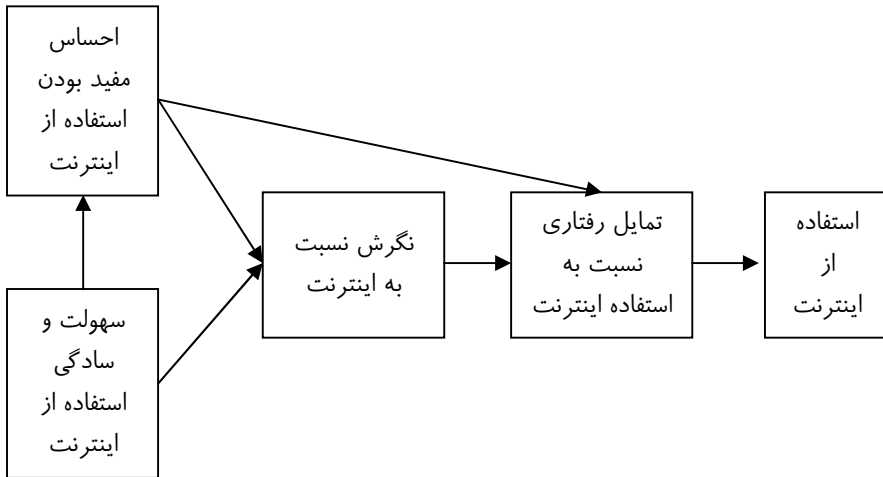 احساس
مفید بودن
استفاده از
اینترنت
سهولت و
سادگی
استفاده از
اینترنت
نگرش نسبت
به اینترنت
تمایل رفتاری
نسبت به
استفاده اینترنت
استفاده
از
اینترنت